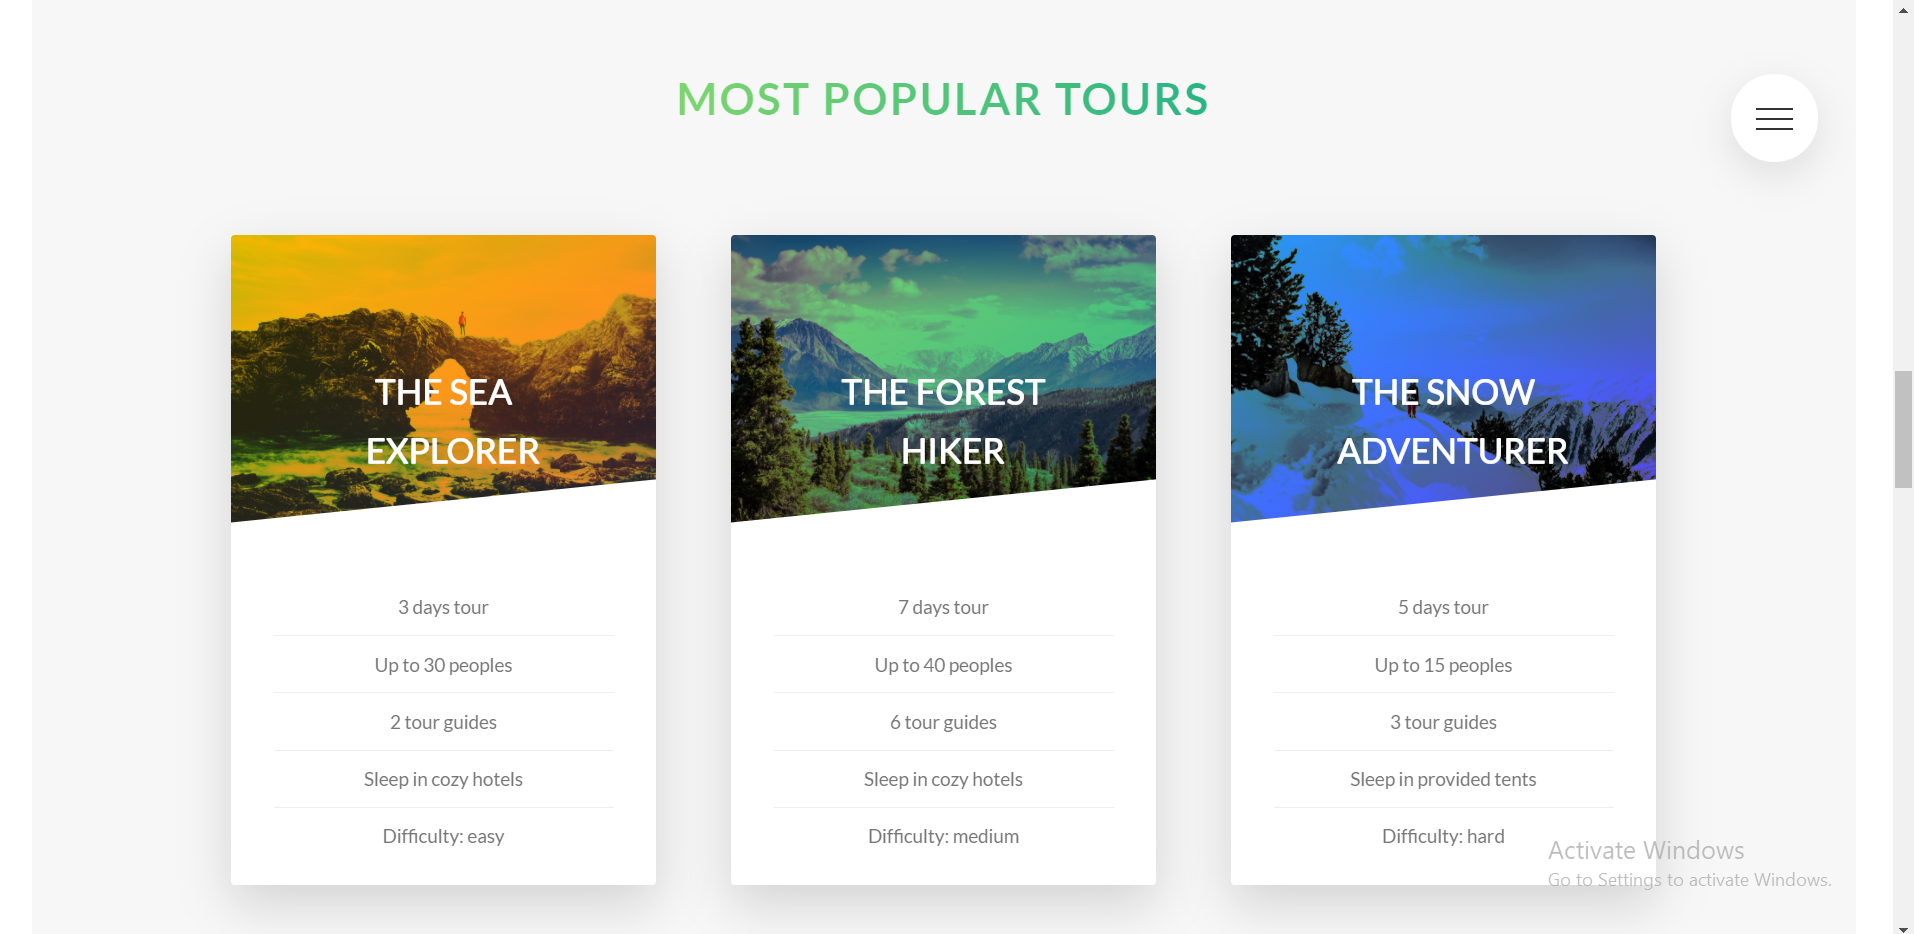 MOST POPULAR TOURS
THE SEA
EXPLORER
3 days tour
Up to 30 peoples
2 tour guides
Sleep in cozy hotels
Difficulty: easy
THE FOREST
HIKER
7 days tour
Up to 40 peoples
6 tour guides
Sleep in cozy hotels
Difficulty: medium
THE SNOW
ADVENTURER
5 days tour
Up to 15 peoples
3 tour guides
Sleep in provided tents
Difficulty: hard
Activate Windows
Go to Settings to activate Windows.